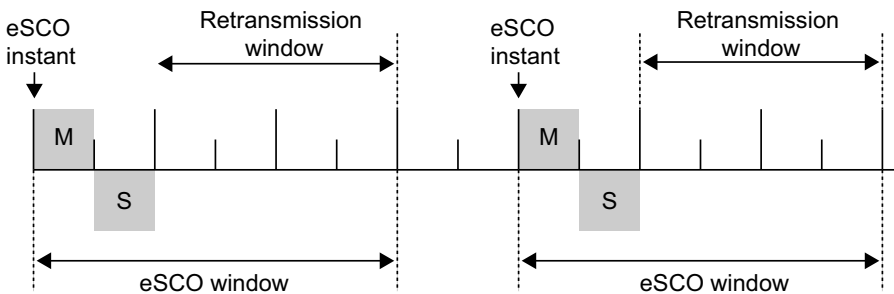 eSCO
instant
Retransmission
window
eSCO
instant
Retransmission
window
M
M
S
S
eSCO window
eSCO window